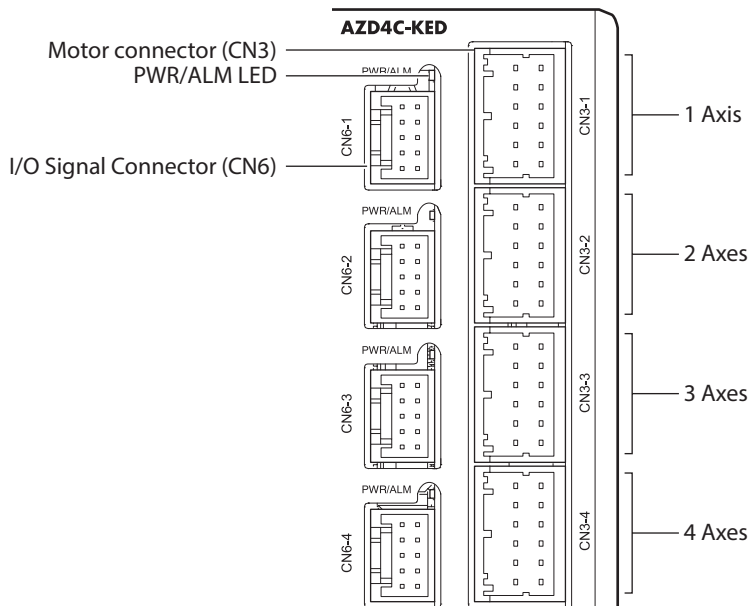 AZD4C-KED
Motor connector (CN3)
PWR/ALM LED
I/O Signal Connector (CN6)
PWR/ALM
CN6-1
CN3-1
1 Axis
PWR/ALM
CN6-2
CN3-2
2 Axes
PWR/ALM
CN6-3
CN3-3
3 Axes
PWR/ALM
CN6-4
CN3-4
4 Axes